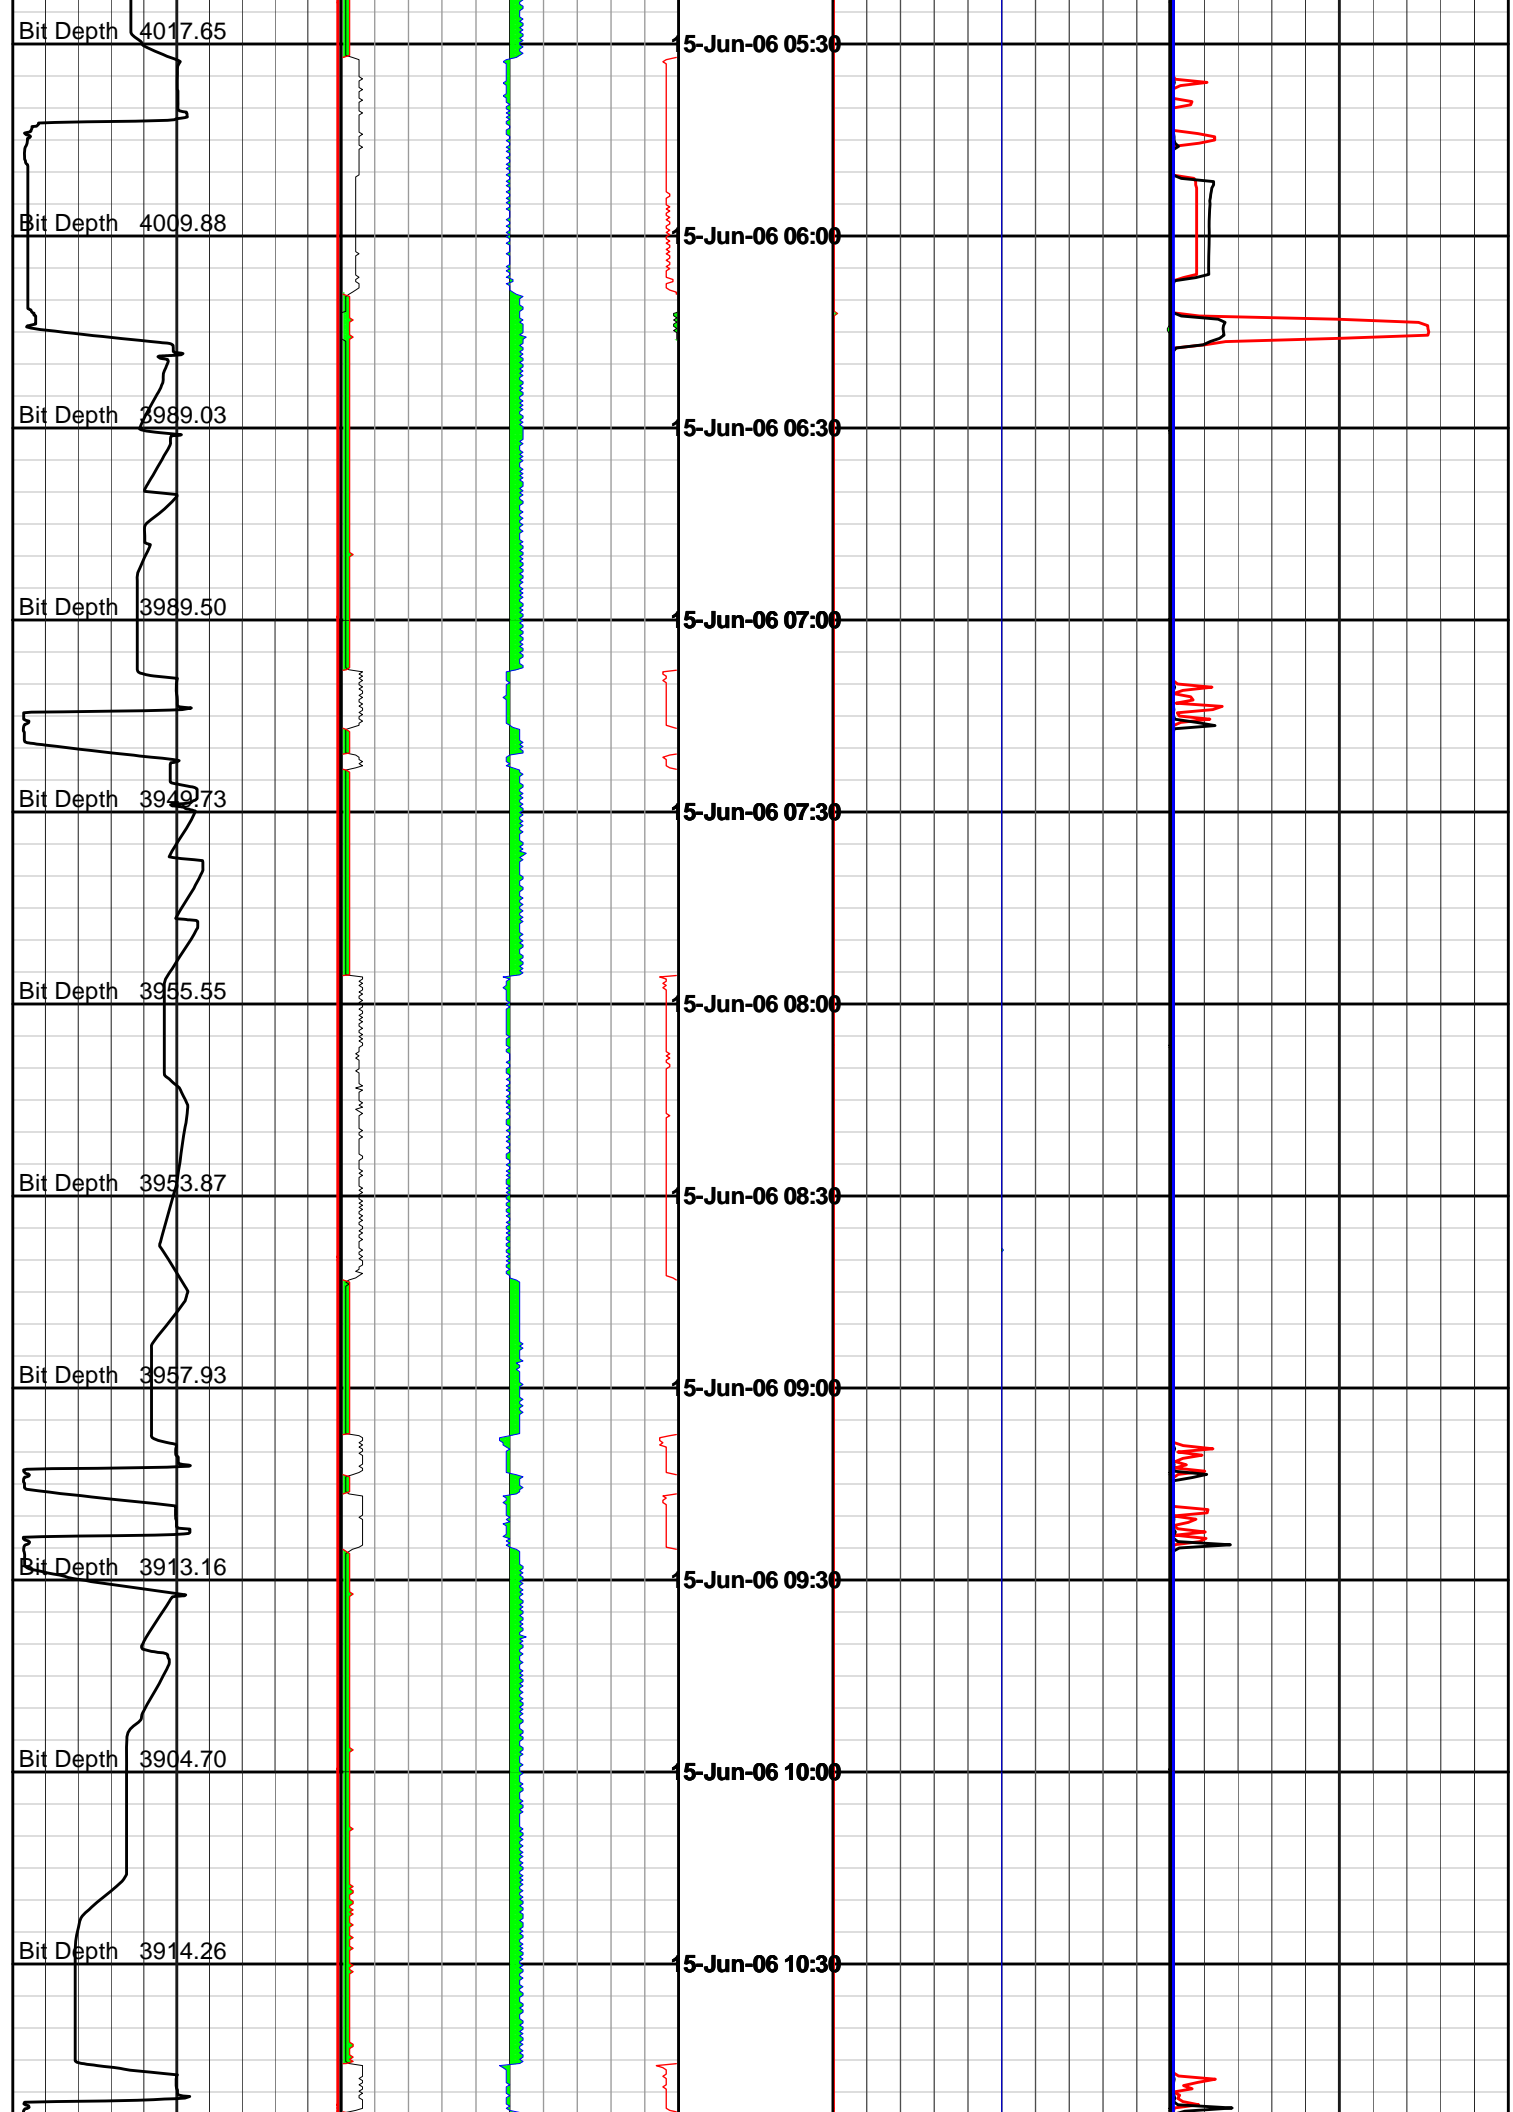 Bit Depth 4017.65 15-Jun-06 05:30
Bit Depth 4009.88 15-Jun-06 06:00
Bit Depth 3989.03 15-Jun-06 06:30
Bit Depth 3989.50 15-Jun-06 07:00
Bit Depth 3949.73 15-Jun-06 07:30
Bit Depth 3955.55 15-Jun-06 08:00
Bit Depth 3953.87 15-Jun-06 08:30
Bit Depth 3957.93 15-Jun-06 09:00
Bit Depth 3913.16 15-Jun-06 09:30
Bit Depth 3904.70 15-Jun-06 10:00
Bit Depth 3914.26 15-Jun-06 10:30